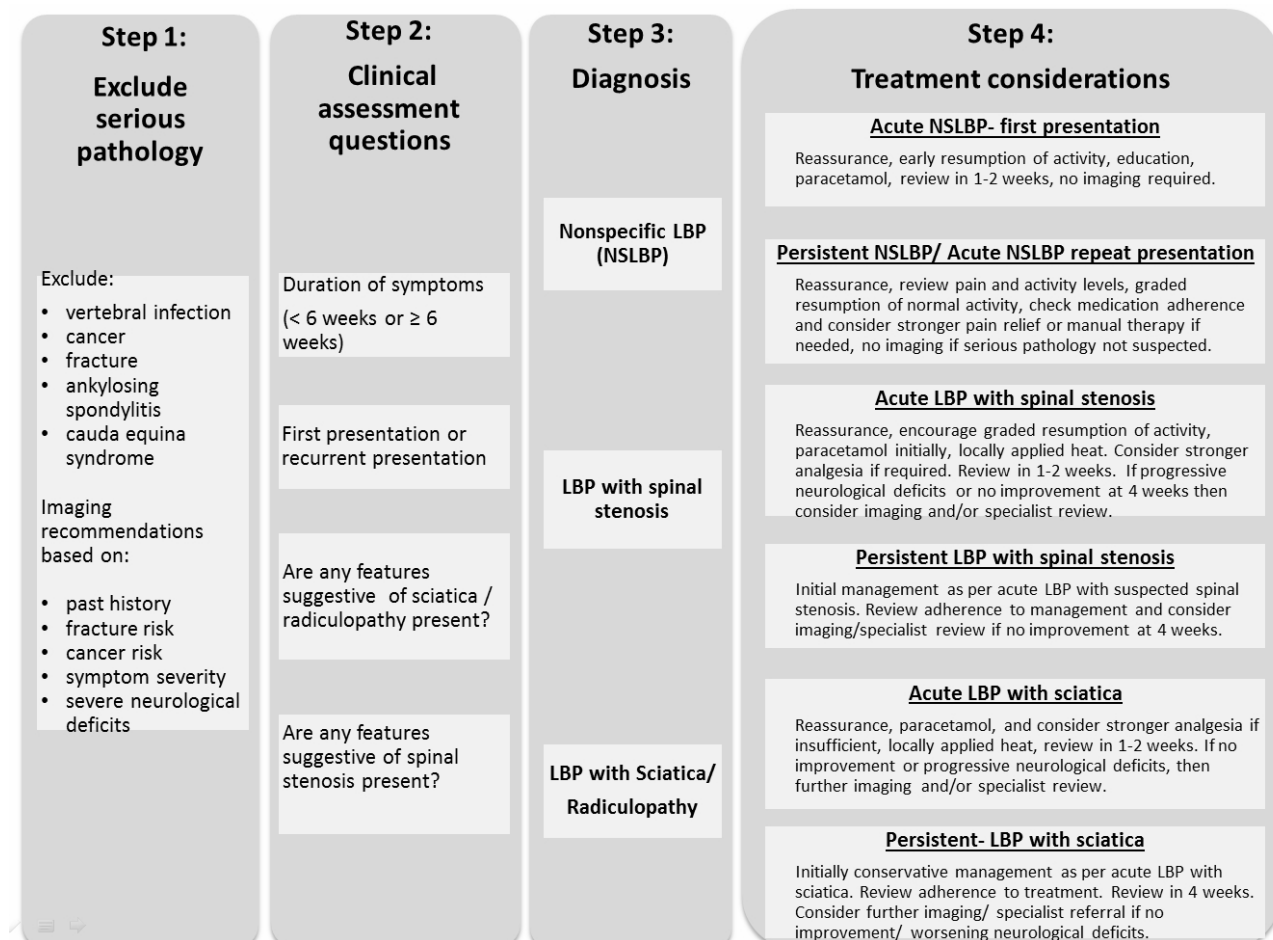 Step 1:
Exclude
serious
pathology
Exclude:
• vertebral infection
• cancer
• fracture
• ankylosing
spondylitis
• cauda equina
syndrome
Imaging
recommendations
based on:
• past history
• fracture risk
• cancer risk
• symptom severity
• severe neurological
deficits
Step 2:
Clinical
assessment
questions
Duration of symptoms
(< 6 weeks or ≥ 6
weeks)
First presentation or
recurrent presentation
Are any features
suggestive of sciatica /
radiculopathy present?
Are any features
suggestive of spinal
stenosis present?
Step 3:
Diagnosis
Nonspecific LBP
(NSLBP)
LBP with spinal
stenosis
LBP with Sciatica/
Radiculopathy
Step 4:
Treatment considerations
Acute NSLBP- first presentation
Reassurance, early resumption of activity, education,
paracetamol, review in 1-2 weeks, no imaging required.
Persistent NSLBP/ Acute NSLBP repeat presentation
Reassurance, review pain and activity levels, graded
resumption of normal activity, check medication adherence
and consider stronger pain relief or manual therapy if
needed, no imaging if serious pathology not suspected.
Acute LBP with spinal stenosis
Reassurance, encourage graded resumption of activity,
paracetamol initially, locally applied heat. Consider stronger
analgesia if required. Review in 1-2 weeks. If progressive
neurological deficits or no improvement at 4 weeks then
consider imaging and/or specialist review.
Persistent LBP with spinal stenosis
Initial management as per acute LBP with suspected spinal
stenosis. Review adherence to management and consider
imaging/specialist review if no improvement at 4 weeks.
Acute LBP with sciatica
Reassurance, paracetamol, and consider stronger analgesia if
insufficient, locally applied heat, review in 1-2 weeks. If no
improvement or progressive neurological deficits, then
further imaging and/or specialist review.
Persistent- LBP with sciatica
Initially conservative management as per acute LBP with
sciatica. Review adherence to treatment. Review in 4 weeks.
Consider further imaging/ specialist referral if no
improvement/ worsening neurological deficits.